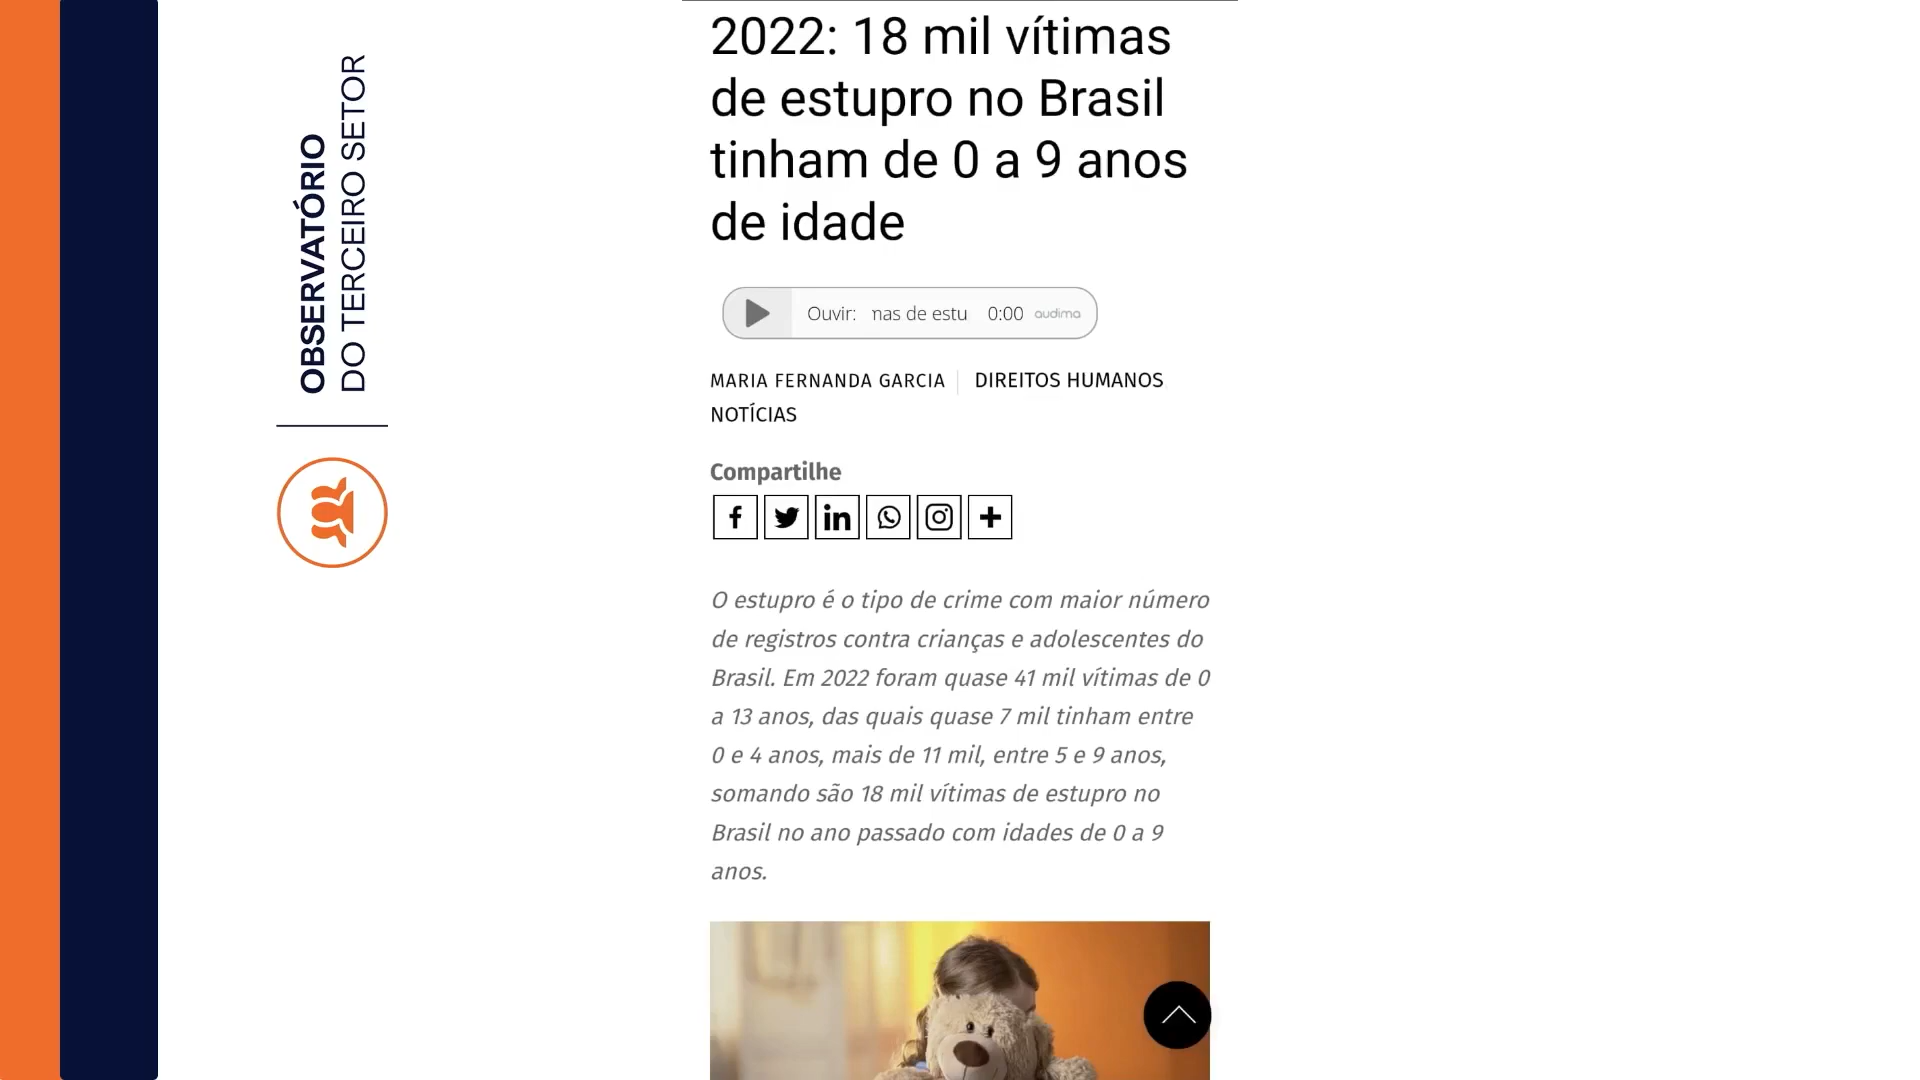 OBSERVATÓRIO
DO TERCEIRO SETOR
2022: 18 mil vítimas
de estupro no Brasil
tinham de 0 a 9 anos
de idade
Ouvir: nas de estu 0:00 audima
MARIA FERNANDA GARCIA DIREITOS HUMANOS
NOTÍCIAS
Compartilhe
O estupro é o tipo de crime com maior número
de registros contra crianças e adolescentes do
Brasil. Em 2022 foram quase 41 mil vítimas de 0
a 13 anos, das quais quase 7 mil tinham entre
0 e 4 anos, mais de 11 mil, entre 5 e 9 anos,
somando são 18 mil vítimas de estupro no
Brasil no ano passado com idades de 0 a 9
anos.